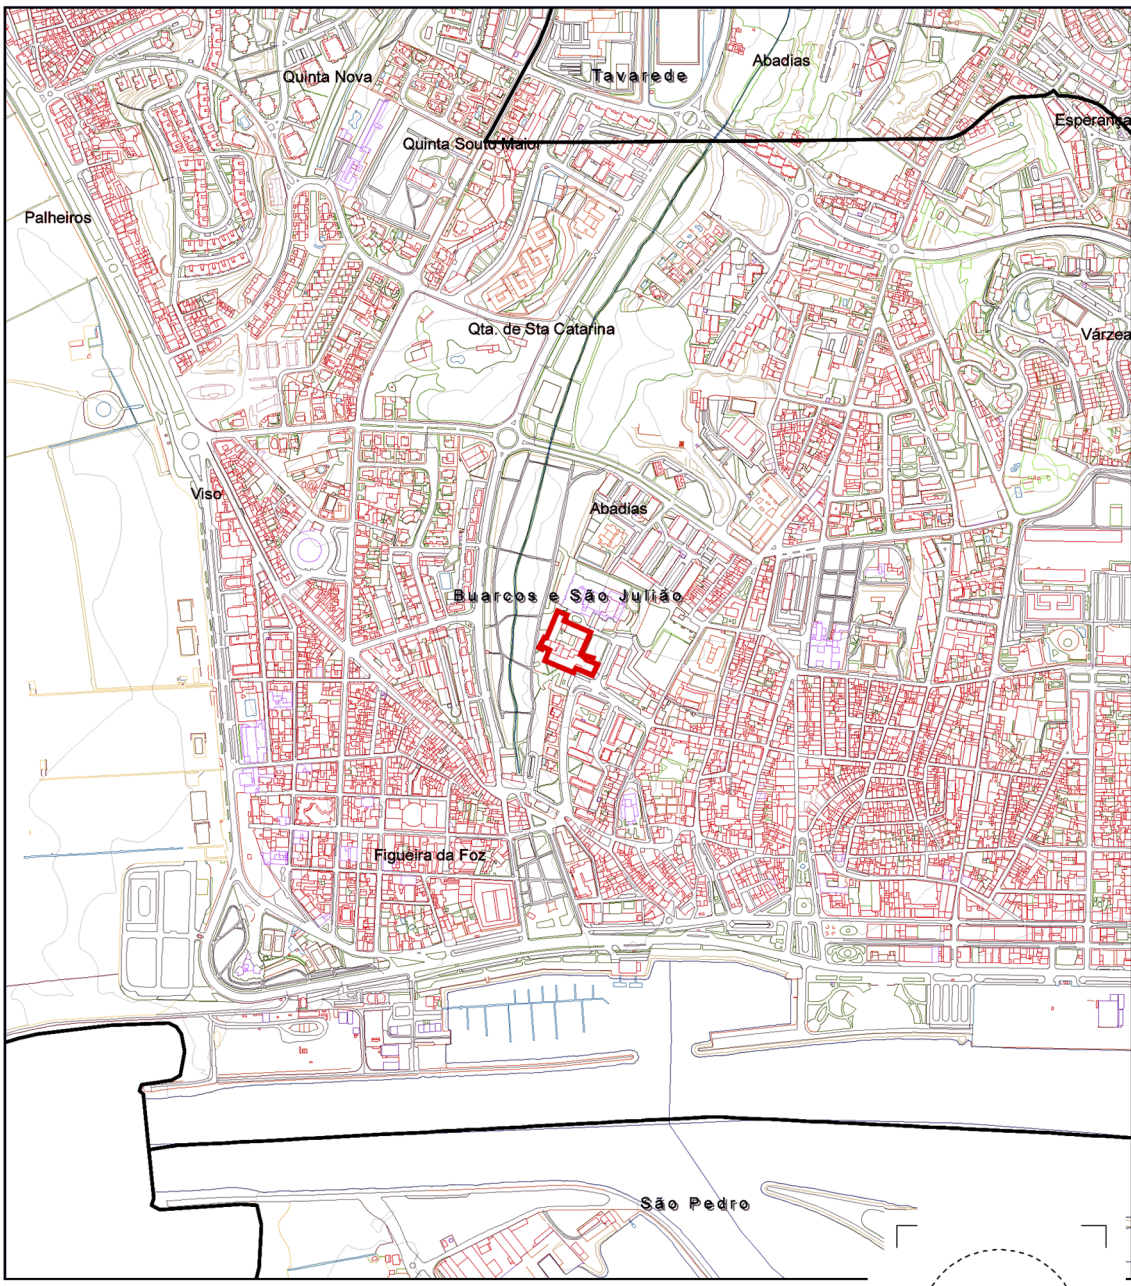 Abadias
Tavarede
Quinta Nova
Esperança
Quinta Souto Maior
Palheiros
Qta. de Sta Catarina
Várzea
Viso
Abadias
Buarcos e São Julião
Figueira da Foz
São Pedro